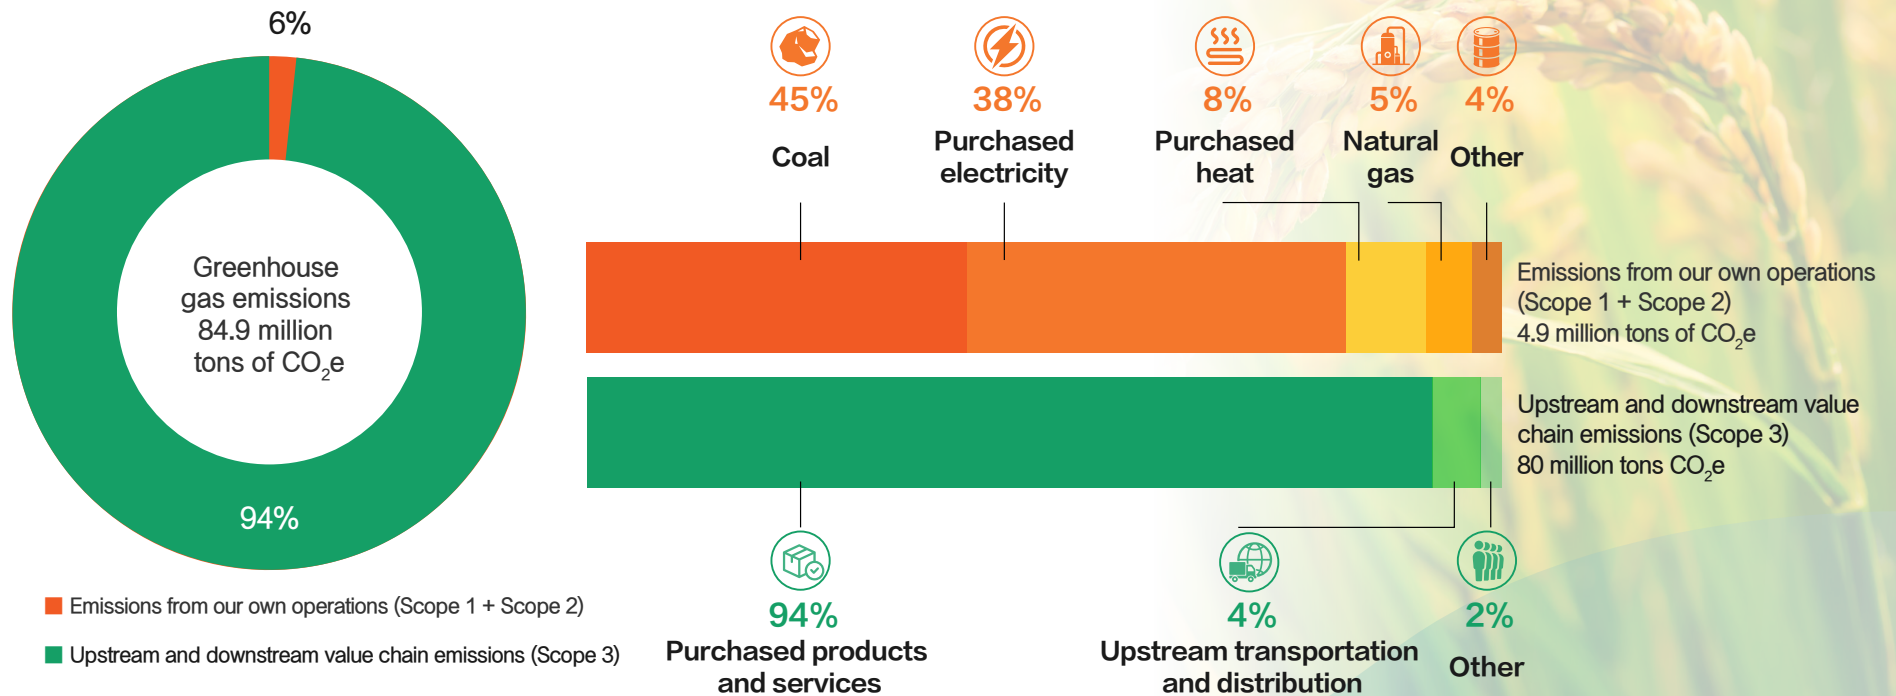 6%
Greenhouse
gas emissions
84.9 million
tons of CO₂e
94%
Emissions from our own operations (Scope 1 + Scope 2)
Upstream and downstream value chain emissions (Scope 3)
45%
Coal
38%
Purchased
electricity
8%
Purchased
heat
5%
Natural
gas
4%
Other
Emissions from our own operations
(Scope 1 + Scope 2)
4.9 million tons of CO₂e
Upstream and downstream value
chain emissions (Scope 3)
80 million tons CO₂e
94%
Purchased products
and services
4%
Upstream transportation
and distribution
2%
Other